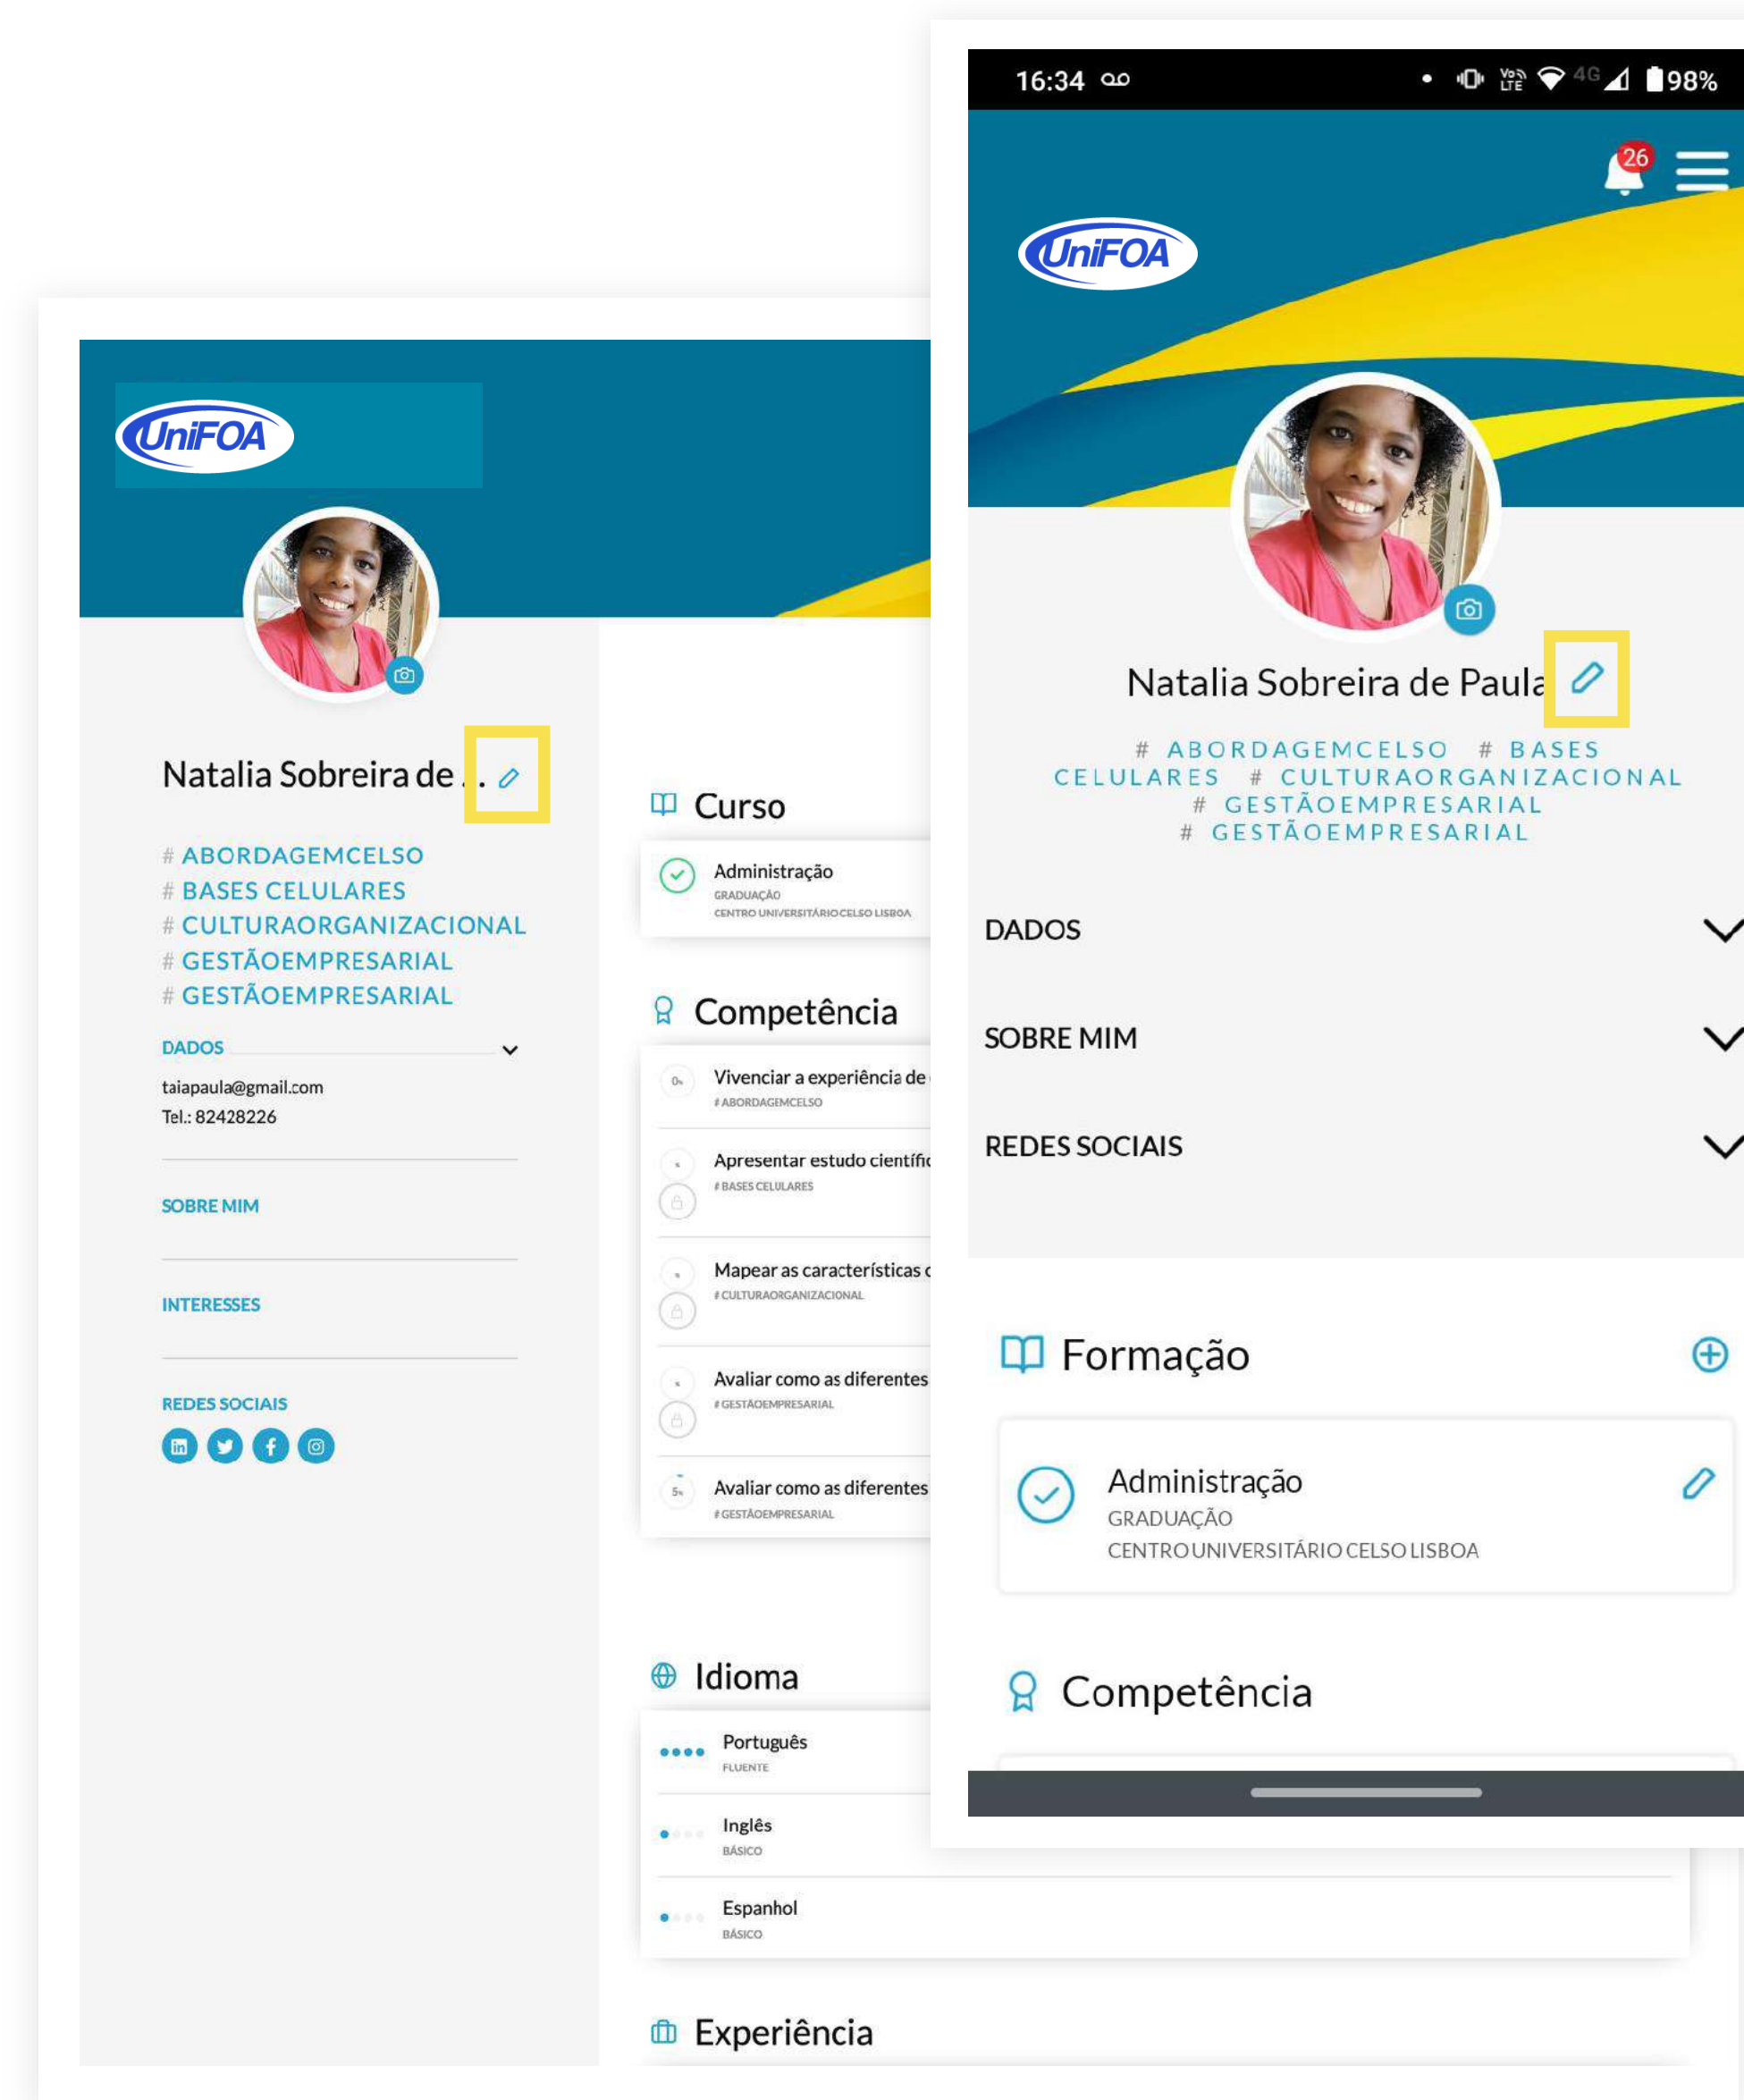 UniFOA
Natalia Sobreira de ...
# ABORDAGEMCELSO
# BASES CELULARES
# CULTURAORGANIZACIONAL
# GESTÃOEMPRESARIAL
# GESTÃOEMPRESARIAL
DADOS
taiapaula@gmail.com
Tel.: 82428226
SOBRE MIM
INTERESSES
REDES SOCIAIS
Curso
Administração
GRADUAÇÃO
CENTRO UNIVERSITÁRIO CELSO LISBOA
Competência
0%
Vivenciar a experiência de
# ABORDAGEMCELSO
%
Apresentar estudo científic
# BASES CELULARES
%
Mapear as características
# CULTURAORGANIZACIONAL
%
Avaliar como as diferentes
# GESTÃOEMPRESARIAL
5%
Avaliar como as diferentes
# GESTÃOEMPRESARIAL
Idioma
Português
FLUENTE
Inglês
BÁSICO
Espanhol
BÁSICO
Experiência
16:34
VoLTE 4G 98%
26
UniFOA
Natalia Sobreira de Paula
# ABORDAGEMCELSO # BASES
CELULARES # CULTURAORGANIZACIONAL
# GESTÃOEMPRESARIAL
# GESTÃOEMPRESARIAL
DADOS
SOBRE MIM
REDES SOCIAIS
Formação
Administração
GRADUAÇÃO
CENTRO UNIVERSITÁRIO CELSO LISBOA
Competência